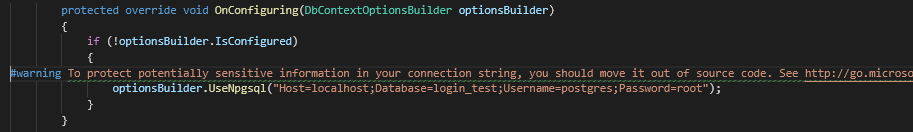 protected override void OnConfiguring(DbContextOptionsBuilder optionsBuilder)
{
if (!optionsBuilder.IsConfigured)
{
#warning To protect potentially sensitive information in your connection string, you should move it out of source code. See http://go.microso
optionsBuilder.UseNpgsql("Host=localhost;Database=login_test;Username=postgres;Password=root");
}
}